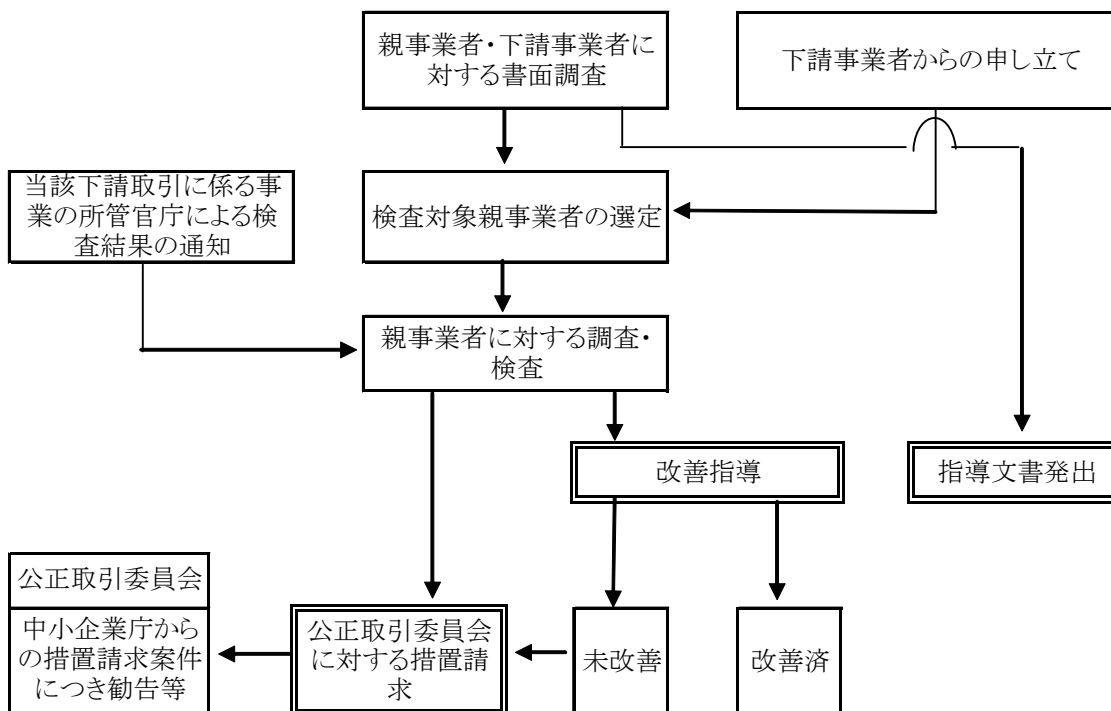 親事業者・下請事業者に
対する書面調査
下請事業者からの申し立て
当該下請取引に係る事
業の所管官庁による検
査結果の通知
検査対象親事業者の選定
親事業者に対する調査・
検査
改善指導
指導文書発出
公正取引委員会
中小企業庁から
の措置請求案件
につき勧告等
公正取引委員会
に対する措置請
求
未改善
改善済